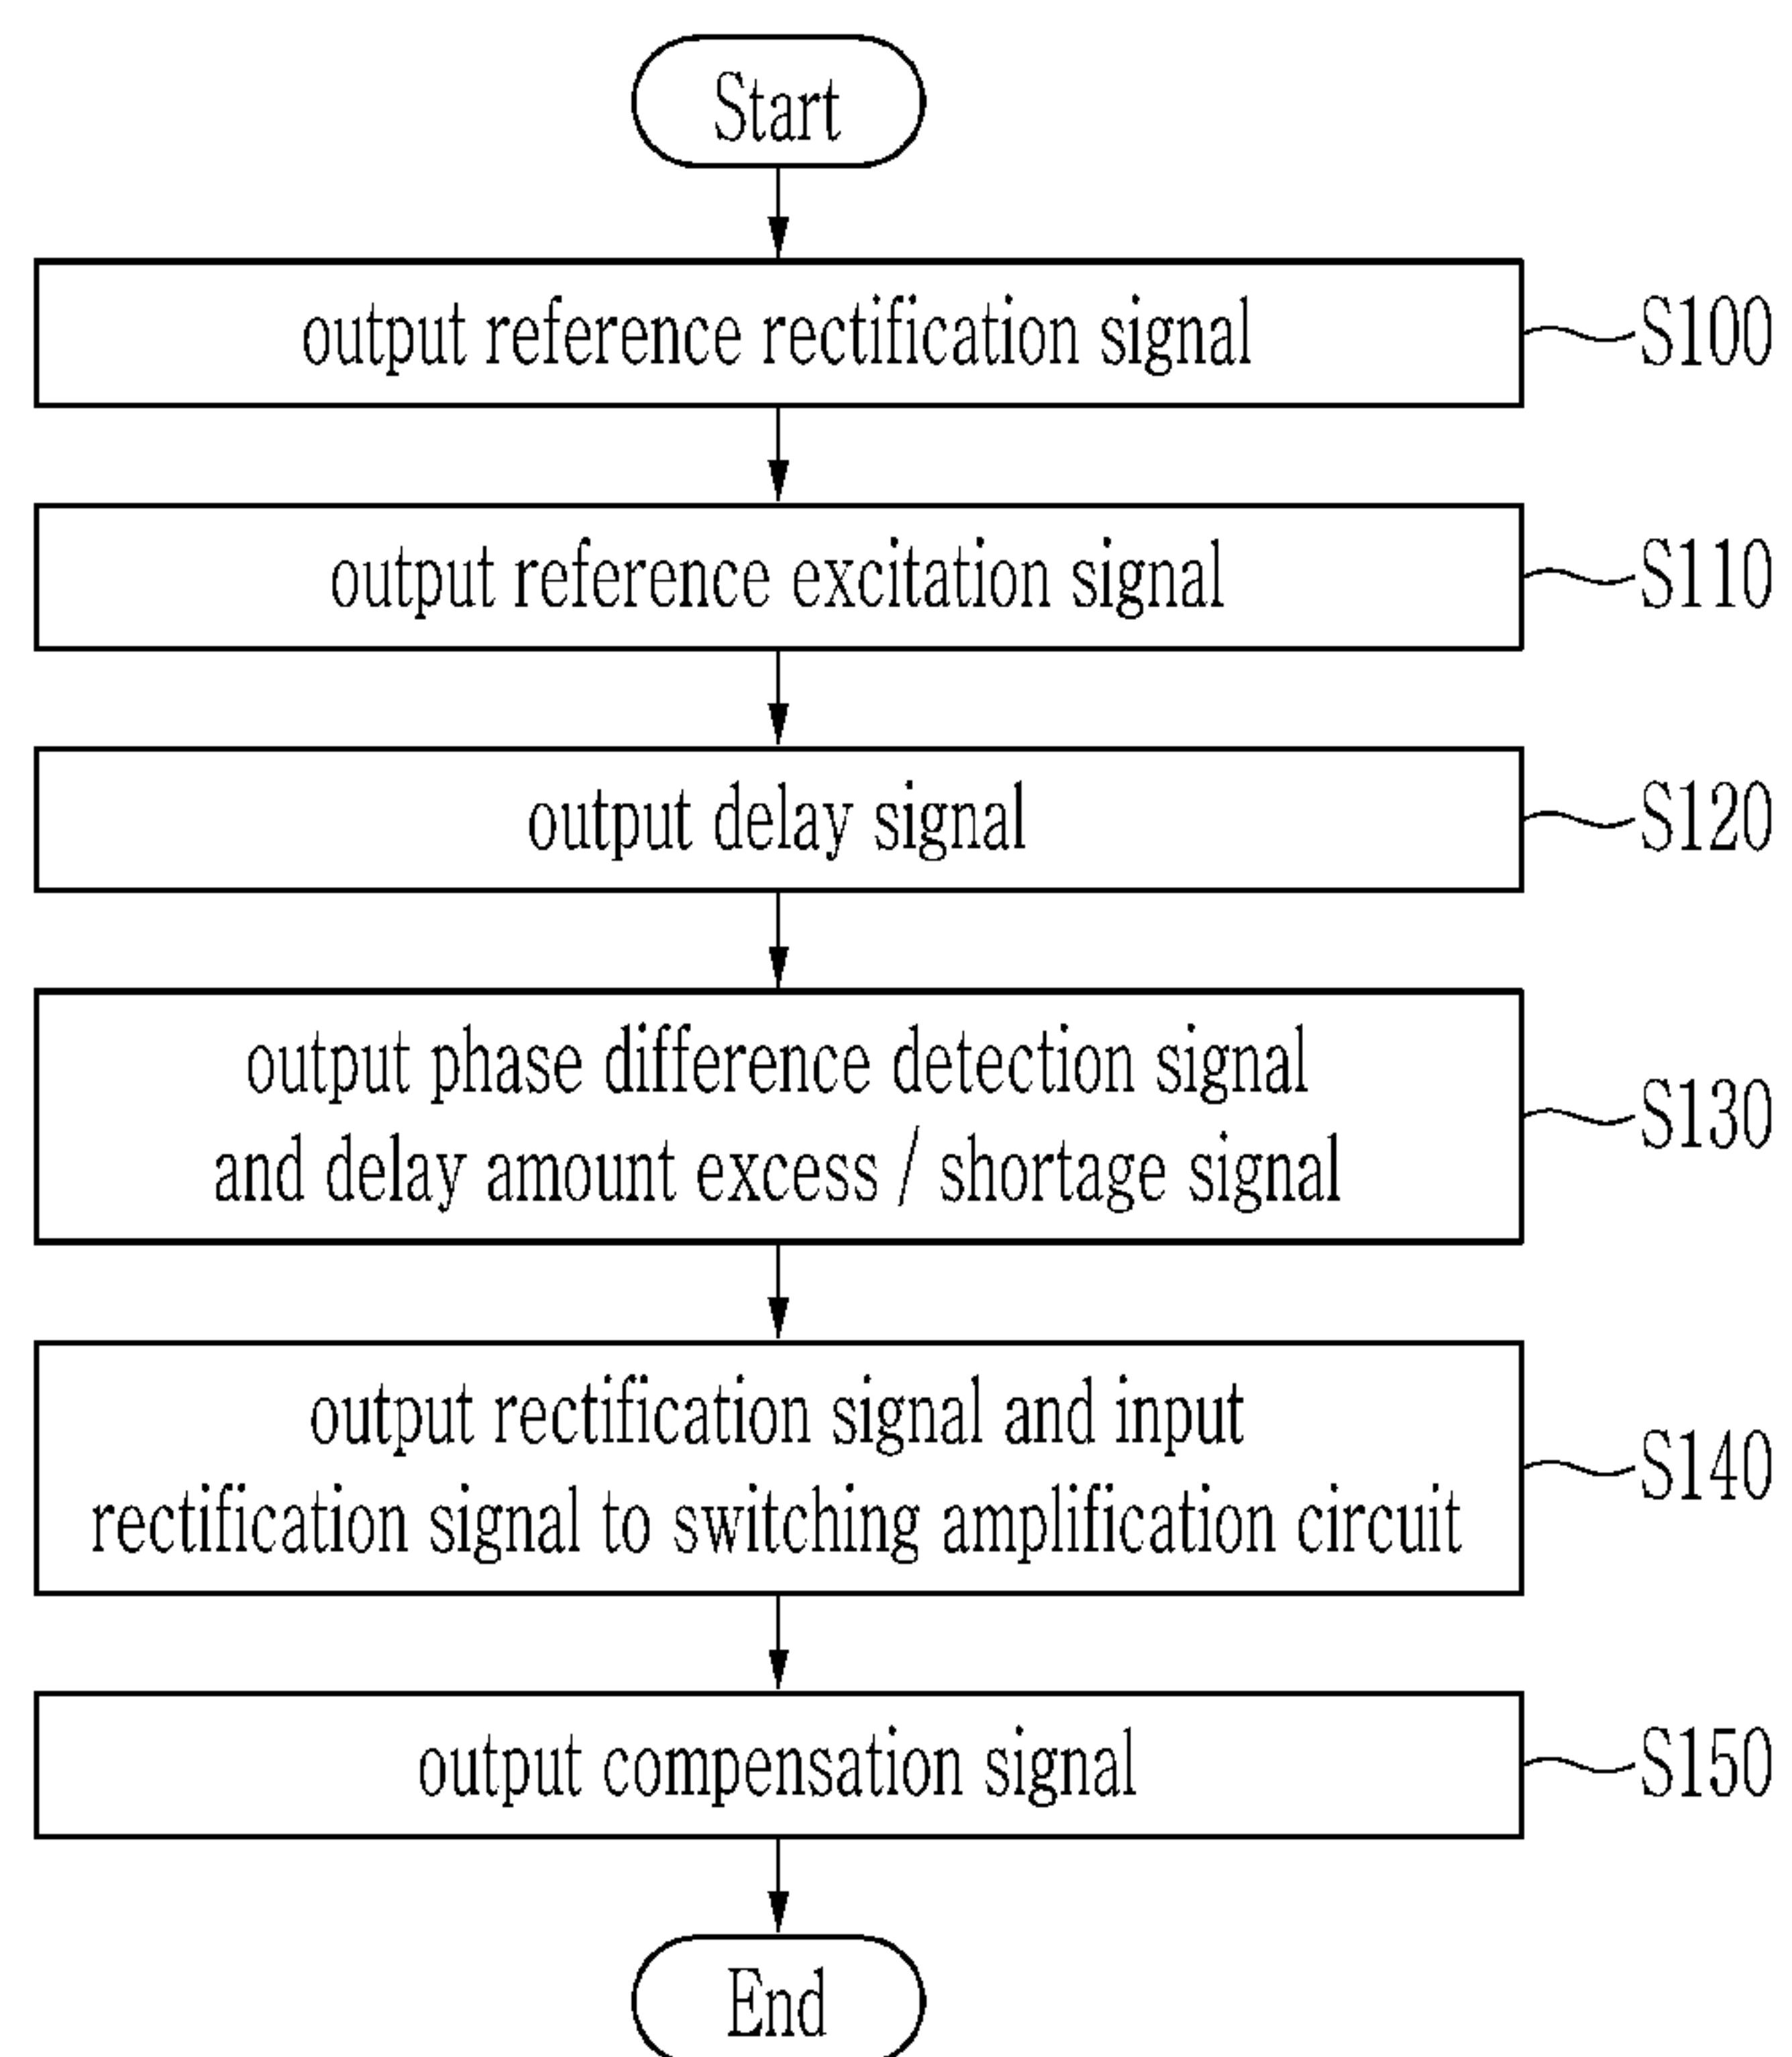 Start
output reference rectification signal
S100
output reference excitation signal
S110
output delay signal
S120
output phase difference detection signal
and delay amount excess / shortage signal
S130
output rectification signal and input
rectification signal to switching amplification circuit
S140
output compensation signal
S150
End